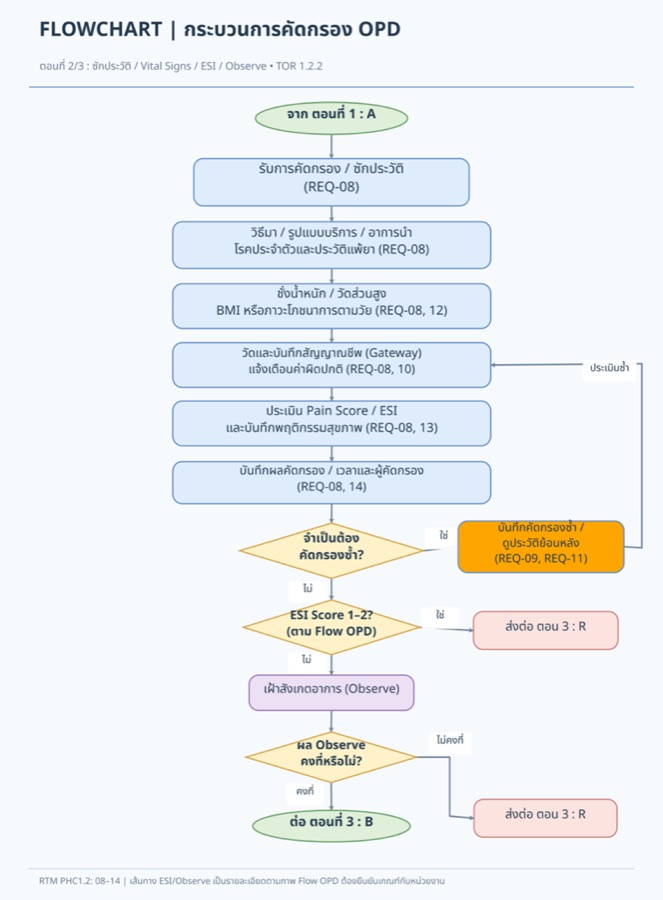 FLOWCHART | กระบวนการคัดกรอง OPD
ตอนที่ 2/3 : ซักประวัติ / Vital Signs / ESI / Observe • TOR 1.2.2
จาก ตอนที่ 1 : A
รับการคัดกรอง / ซักประวัติ
(REQ-08)
วิธีมา / รูปแบบบริการ / อาการนำ
โรคประจำตัวและประวัติแพ้ยา (REQ-08)
ชั่งน้ำหนัก / วัดส่วนสูง
BMI หรือภาวะโภชนาการตามวัย (REQ-08, 12)
วัดและบันทึกสัญญาณชีพ (Gateway)
แจ้งเตือนค่าผิดปกติ (REQ-08, 10)
ประเมินซ้ำ
ประเมิน Pain Score / ESI
และบันทึกพฤติกรรมสุขภาพ (REQ-08, 13)
บันทึกผลคัดกรอง / เวลาและผู้คัดกรอง
(REQ-08, 14)
จำเป็นต้อง
คัดกรองซ้ำ?
ใช่
บันทึกคัดกรองซ้ำ /
ดูประวัติย้อนหลัง
(REQ-09, REQ-11)
ไม่
ESI Score 1–2?
(ตาม Flow OPD)
ใช่
ส่งต่อ ตอน 3 : R
ไม่
เฝ้าสังเกตอาการ (Observe)
ผล Observe
คงที่หรือไม่?
ไม่คงที่
คงที่
ส่งต่อ ตอน 3 : R
ต่อ ตอนที่ 3 : B
RTM PHC1.2: 08–14 | เส้นทาง ESI/Observe เป็นรายละเอียดตามภาพ Flow OPD ต้องยืนยันเกณฑ์กับหน่วยงาน